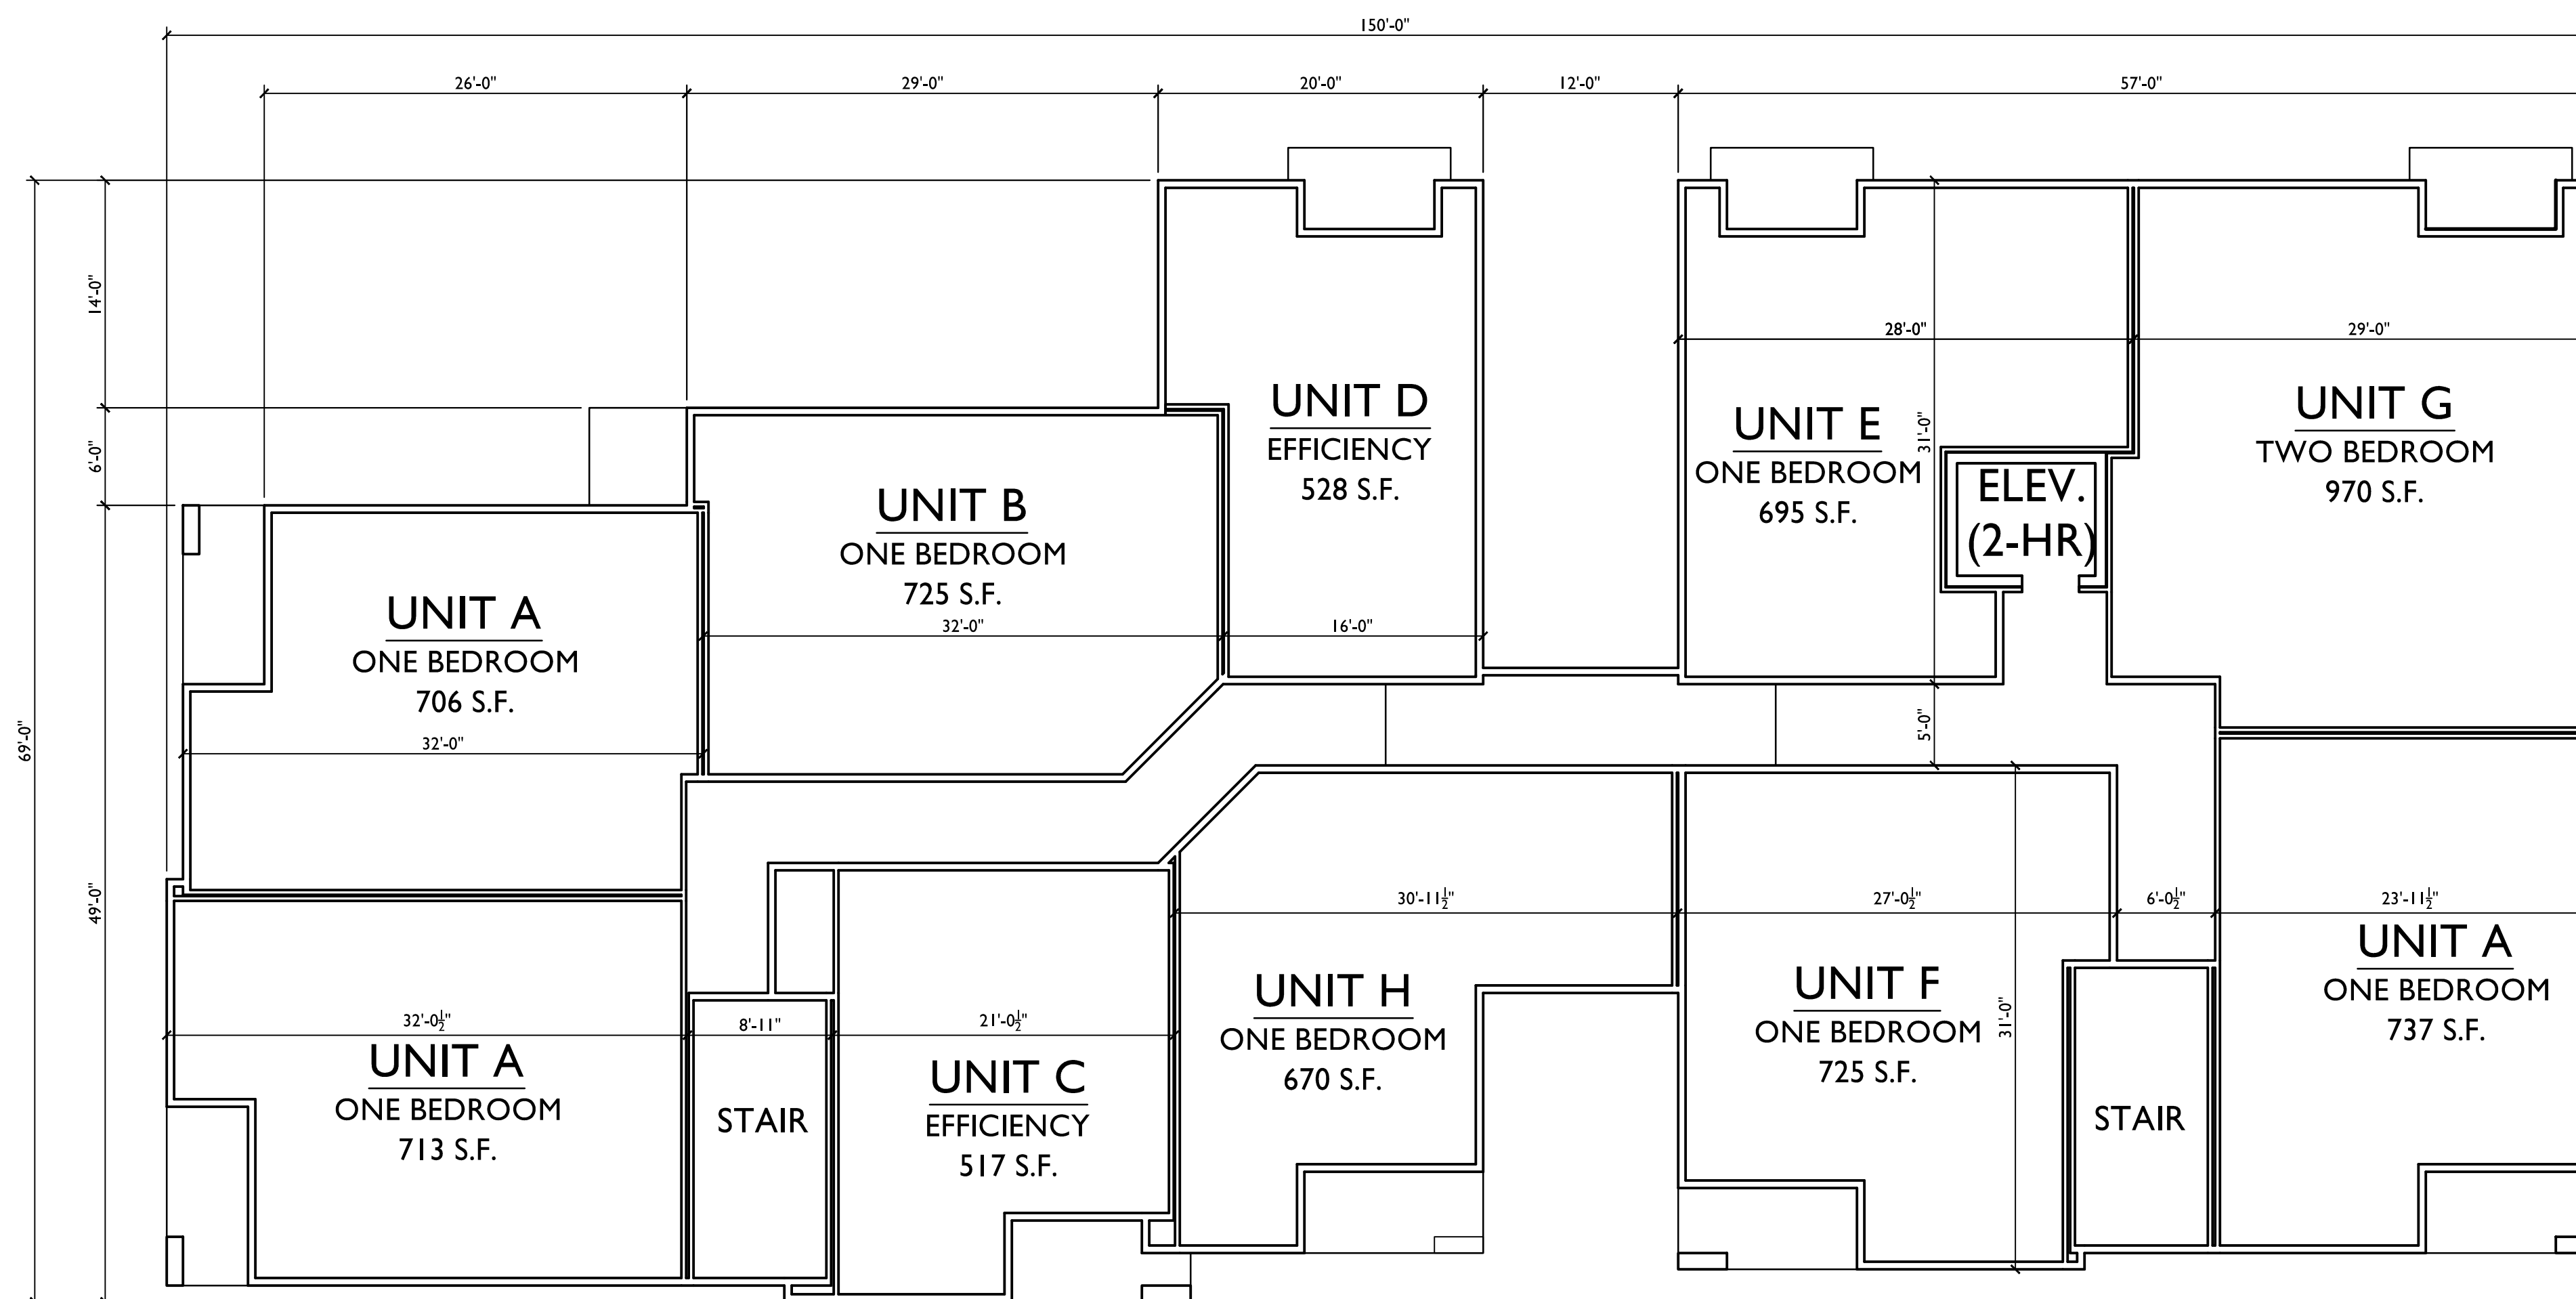 150'-0"
26'-0"
29'-0"
20'-0"
12'-0"
57'-0"
14'-0"
6'-0"
69'-0"
49'-0"
28'-0"
29'-0"
31'-0"
UNIT D
EFFICIENCY
528 S.F.
UNIT E
ONE BEDROOM
695 S.F.
ELEV.
(2-HR)
UNIT G
TWO BEDROOM
970 S.F.
UNIT B
ONE BEDROOM
725 S.F.
32'-0"
16'-0"
UNIT A
ONE BEDROOM
706 S.F.
32'-0"
5'-0"
30'-11½"
27'-0½"
6'-0½"
23'-11½"
UNIT A
ONE BEDROOM
737 S.F.
UNIT H
ONE BEDROOM
670 S.F.
UNIT F
ONE BEDROOM
725 S.F.
31'-0"
32'-0½"
8'-11"
21'-0½"
UNIT A
ONE BEDROOM
713 S.F.
STAIR
UNIT C
EFFICIENCY
517 S.F.
STAIR